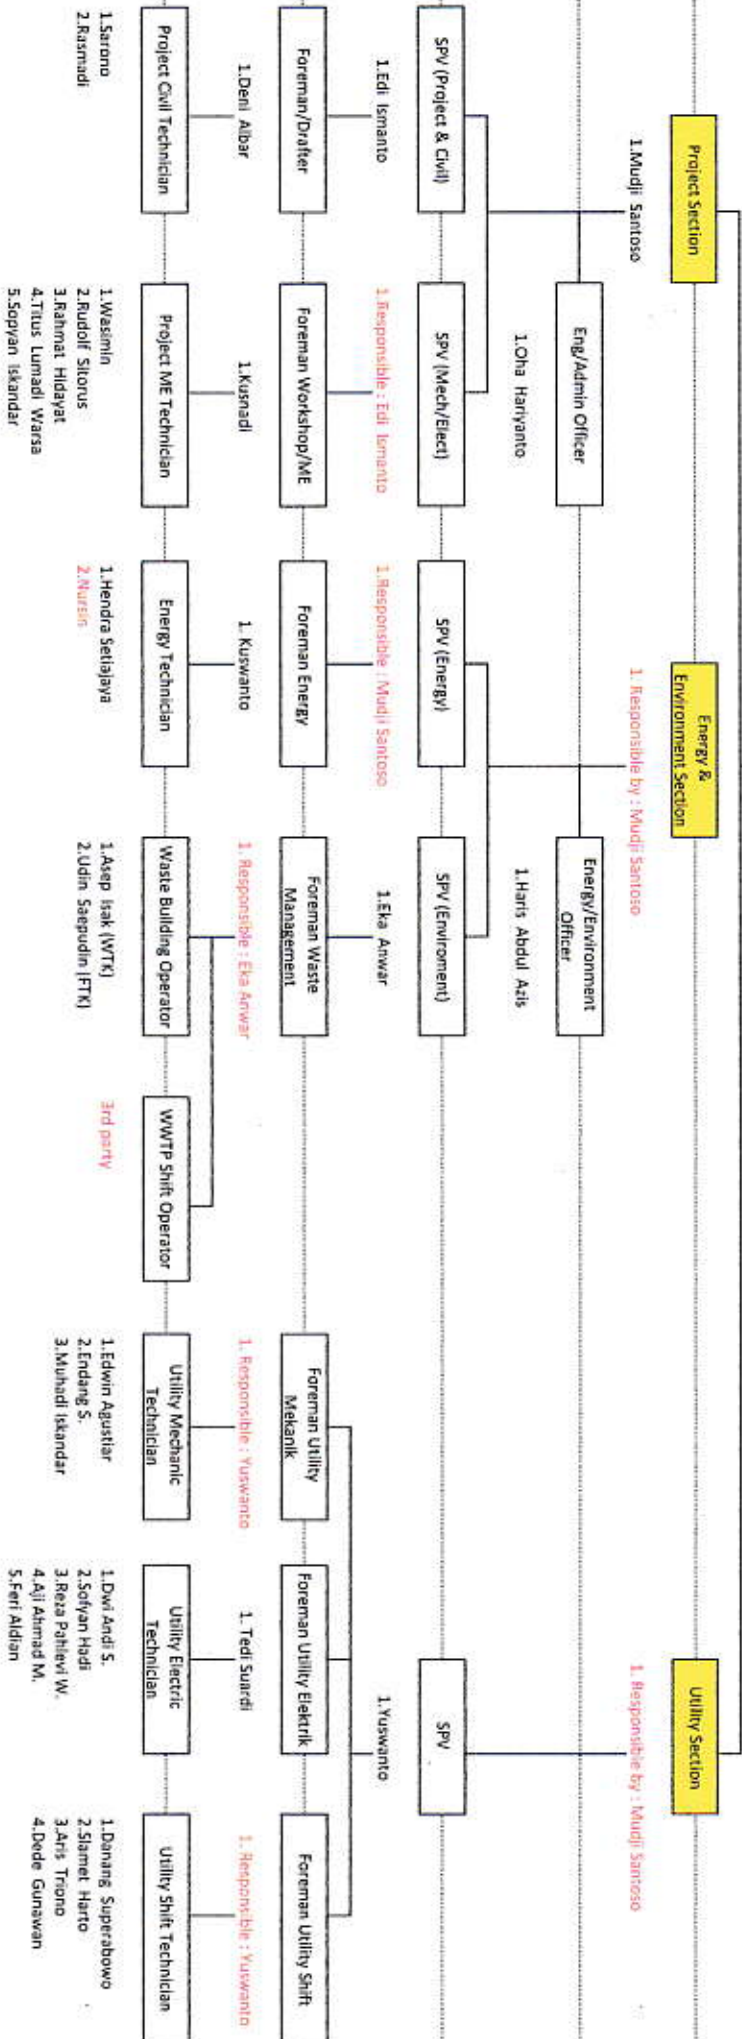 Project Section
Energy &
Environment Section
Utility Section
1.Mudji Santoso
1. Responsible by : Mudji Santoso
1. Responsible by : Mudji Santoso
Eng/Admin Officer
Energy/Environment
Officer
1.Oha Hariyanto
1.Haris Abdul Azis
SPV (Project & Civil)
SPV (Mech/Elect)
SPV (Energy)
SPV (Enviroment)
SPV
1.Edi Ismanto
1.Responsible : Edi Ismanto
1.Responsible : Mudji Santoso
1.Eka Anwar
1.Yuswanto
Foreman/Drafter
Foreman Workshop/ME
Foreman Energy
Foreman Waste
Management
Foreman Utility
Mekanik
Foreman Utility Elektrik
Foreman Utility Shift
1.Deni Albar
1.Kusnadi
1. Kuswanto
1. Responsible : Eka Anwar
1. Responsible : Yuswanto
1. Tedi Suardi
1. Responsible : Yuswanto
Project Civil Technician
Project ME Technician
Energy Technician
Waste Building Operator
WWTP Shift Operator
Utility Mechanic
Technician
Utility Electric
Technician
Utility Shift Technician
1.Sarono
2.Rasmadi
1.Wasimin
2.Rudolf Sitorus
3.Rahmat Hidayat
4.Titus Lumadi Warsa
5.Sopyan Iskandar
1.Hendra Setiajaya
2.Nursin
1.Asep Isak (WTK)
2.Udin Saepudin (FTK)
3rd party
1.Edwin Agustiar
2.Endang S.
3.Muhadi Iskandar
1.Dwi Andi S.
2.Sofyan Hadi
3.Reza Pahlevi W.
4.Aji Ahmad M.
5.Feri Aldian
1.Danang Superabowo
2.Slamet Harto
3.Aris Triono
4.Dede Gunawan